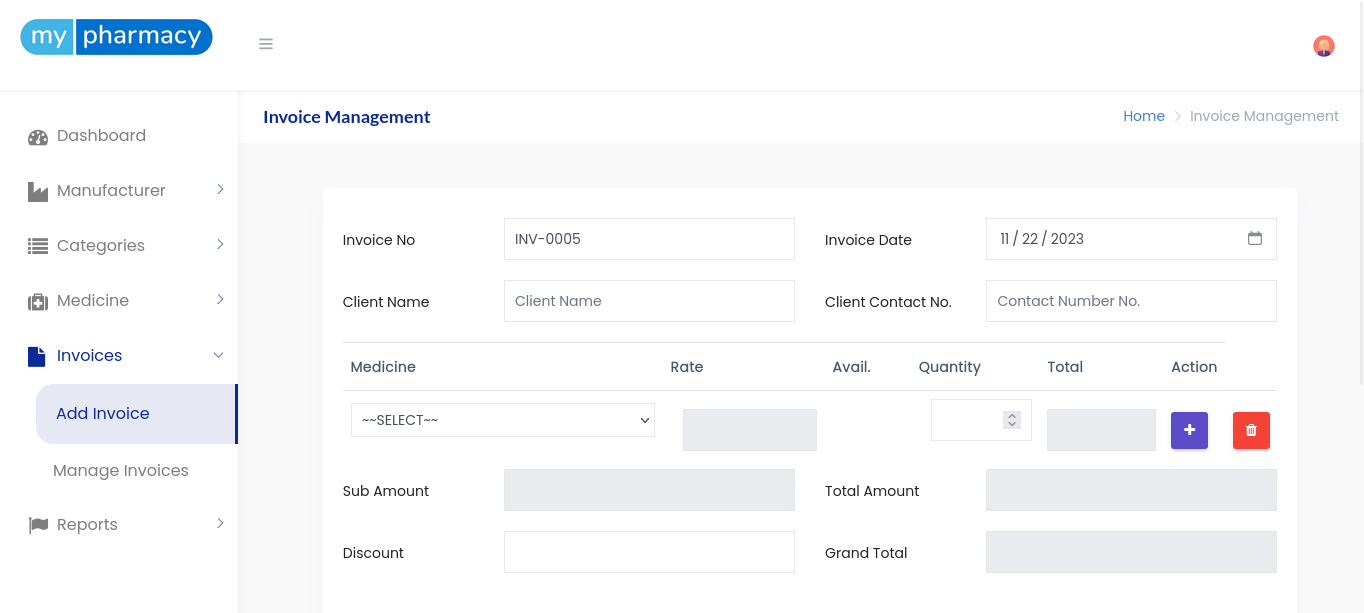 my pharmacy
Invoice Management
Home > Invoice Management
Dashboard
Manufacturer
Categories
Medicine
Invoices
Add Invoice
Manage Invoices
Reports
Invoice No INV-0005 Invoice Date 11 / 22 / 2023
Client Name Client Name Client Contact No. Contact Number No.
Medicine Rate Avail. Quantity Total Action
~~SELECT~~
Sub Amount Total Amount
Discount Grand Total